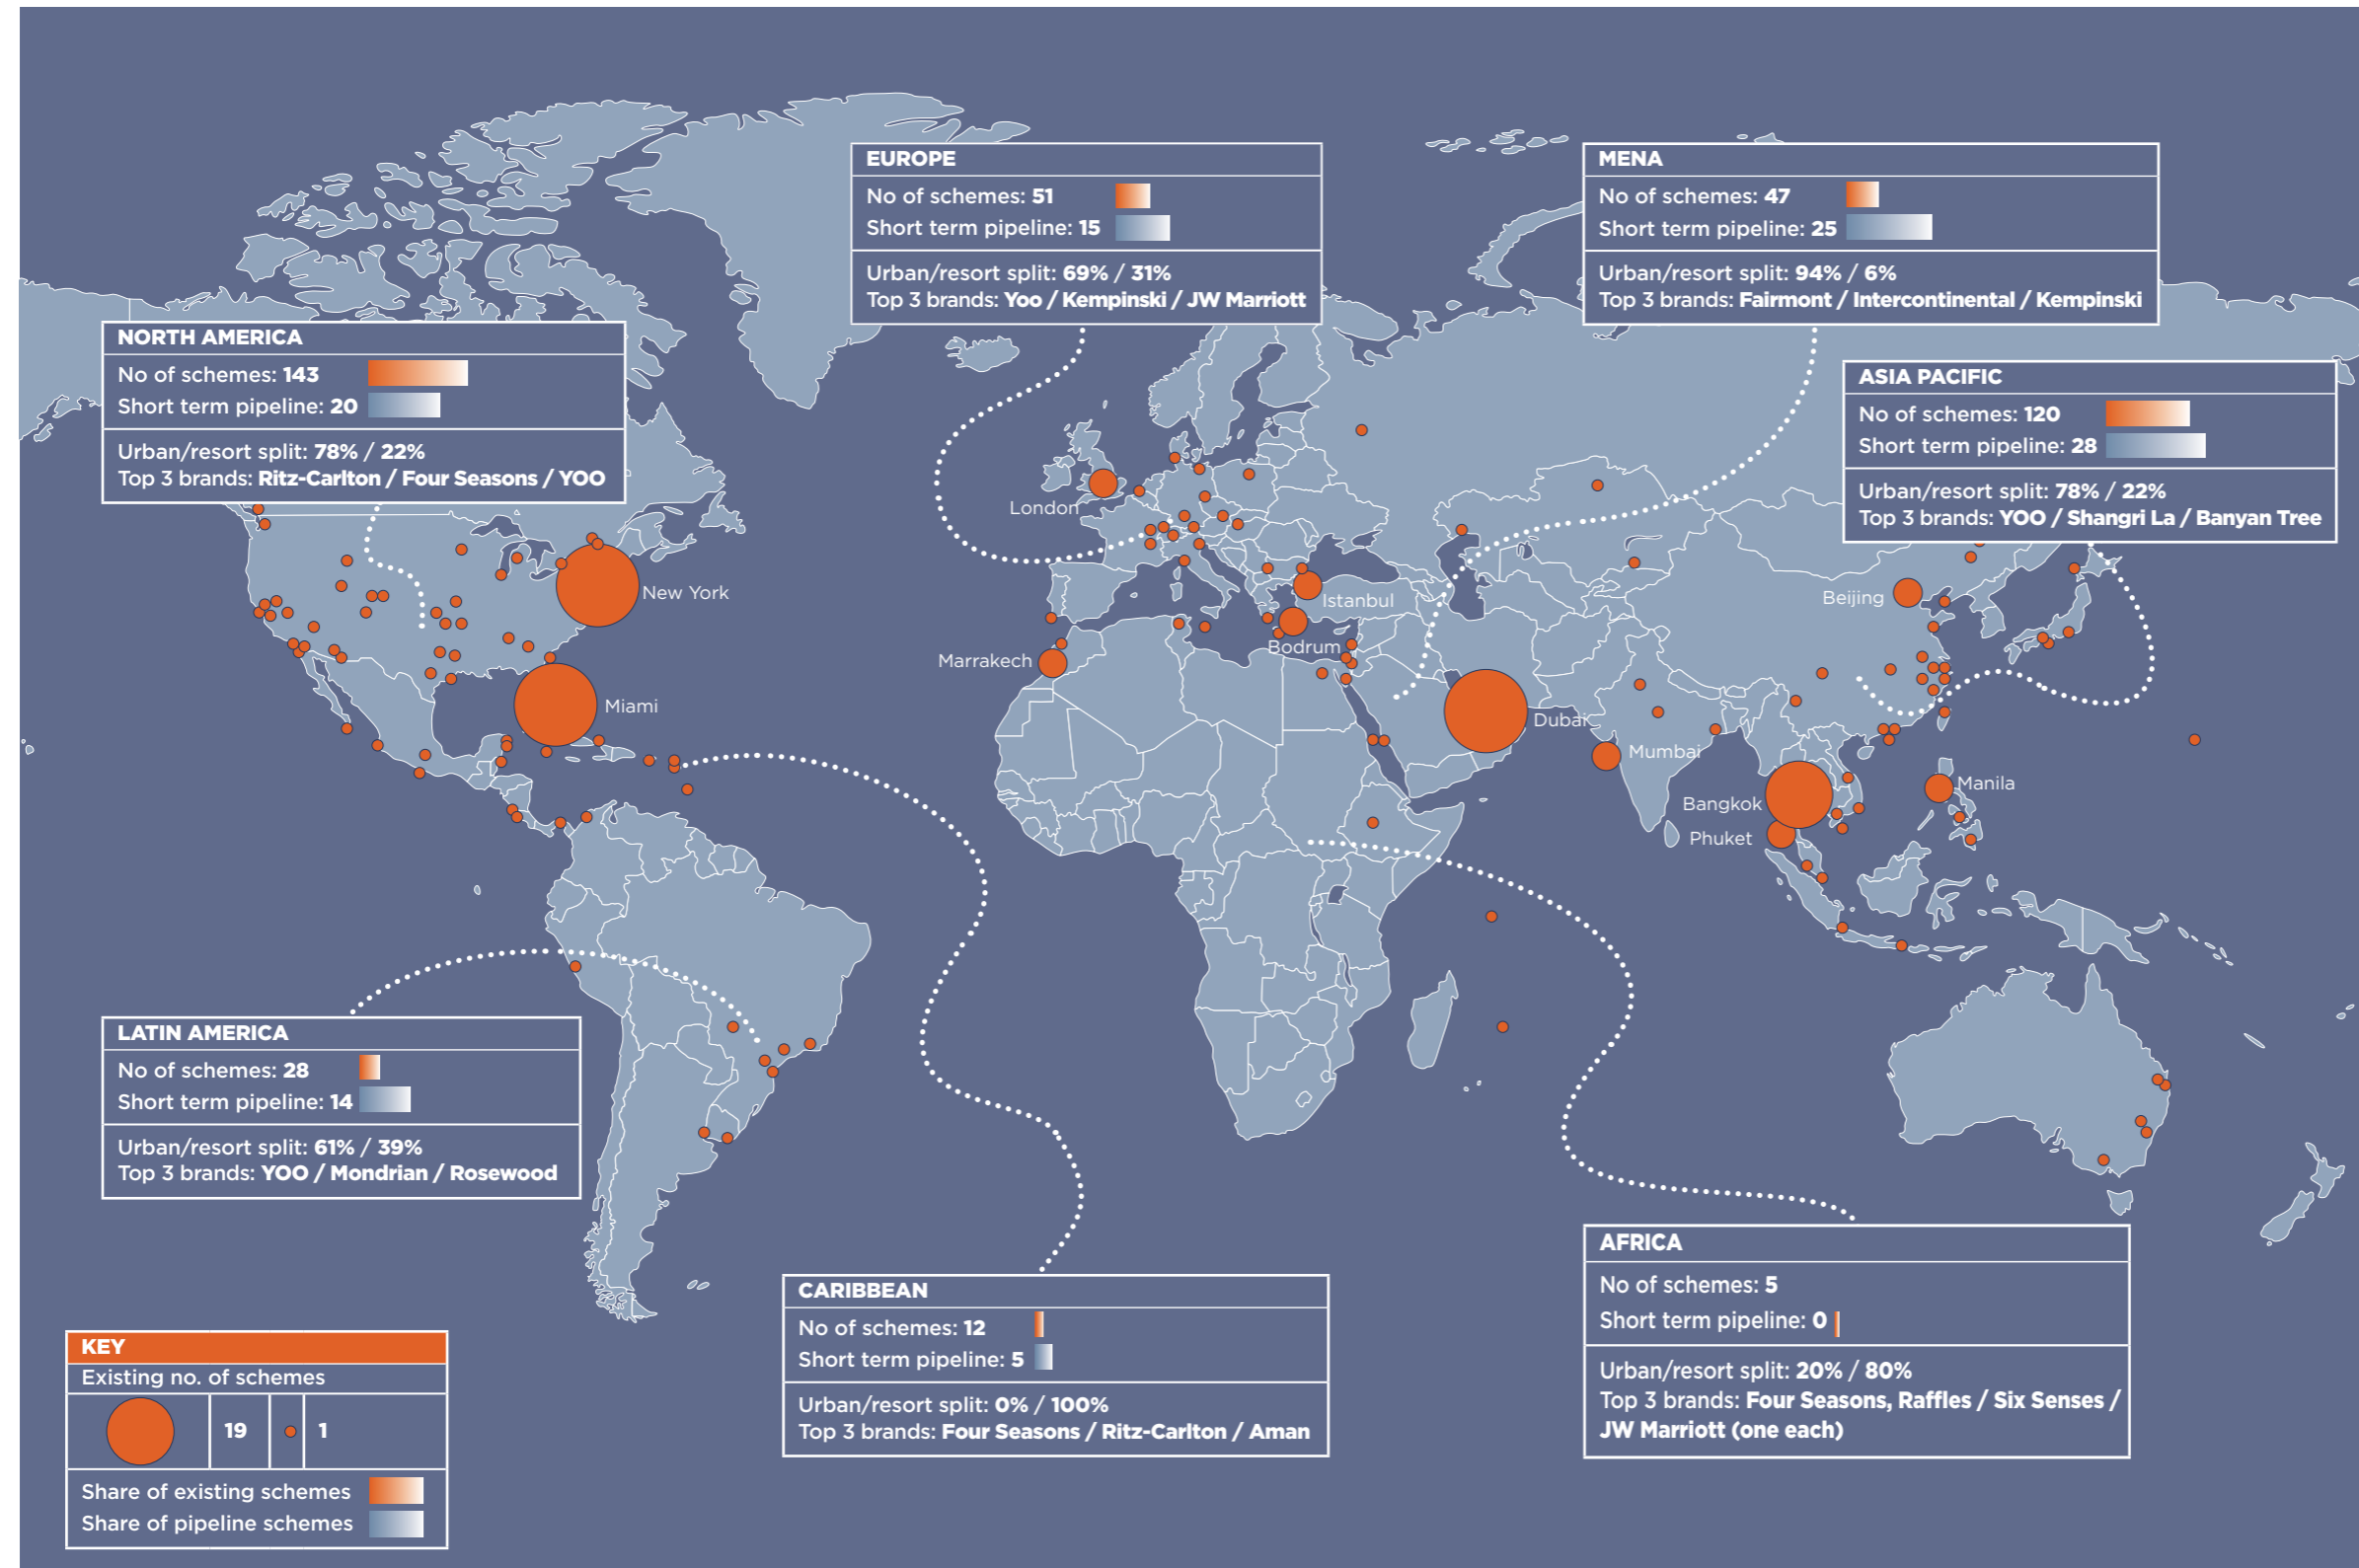 EUROPE
No of schemes: 51
Short term pipeline: 15
Urban/resort split: 69% / 31%
Top 3 brands: Yoo / Kempinski / JW Marriott
MENA
No of schemes: 47
Short term pipeline: 25
Urban/resort split: 94% / 6%
Top 3 brands: Fairmont / Intercontinental / Kempinski
NORTH AMERICA
No of schemes: 143
Short term pipeline: 20
Urban/resort split: 78% / 22%
Top 3 brands: Ritz-Carlton / Four Seasons / YOO
ASIA PACIFIC
No of schemes: 120
Short term pipeline: 28
Urban/resort split: 78% / 22%
Top 3 brands: YOO / Shangri La / Banyan Tree
London
New York
Istanbul
Beijing
Bodrum
Marrakech
Miami
Dubai
Mumbai
Manila
Bangkok
Phuket
LATIN AMERICA
No of schemes: 28
Short term pipeline: 14
Urban/resort split: 61% / 39%
Top 3 brands: YOO / Mondrian / Rosewood
CARIBBEAN
No of schemes: 12
Short term pipeline: 5
Urban/resort split: 0% / 100%
Top 3 brands: Four Seasons / Ritz-Carlton / Aman
AFRICA
No of schemes: 5
Short term pipeline: 0
Urban/resort split: 20% / 80%
Top 3 brands: Four Seasons, Raffles / Six Senses /
JW Marriott (one each)
KEY
Existing no. of schemes
19 1
Share of existing schemes
Share of pipeline schemes